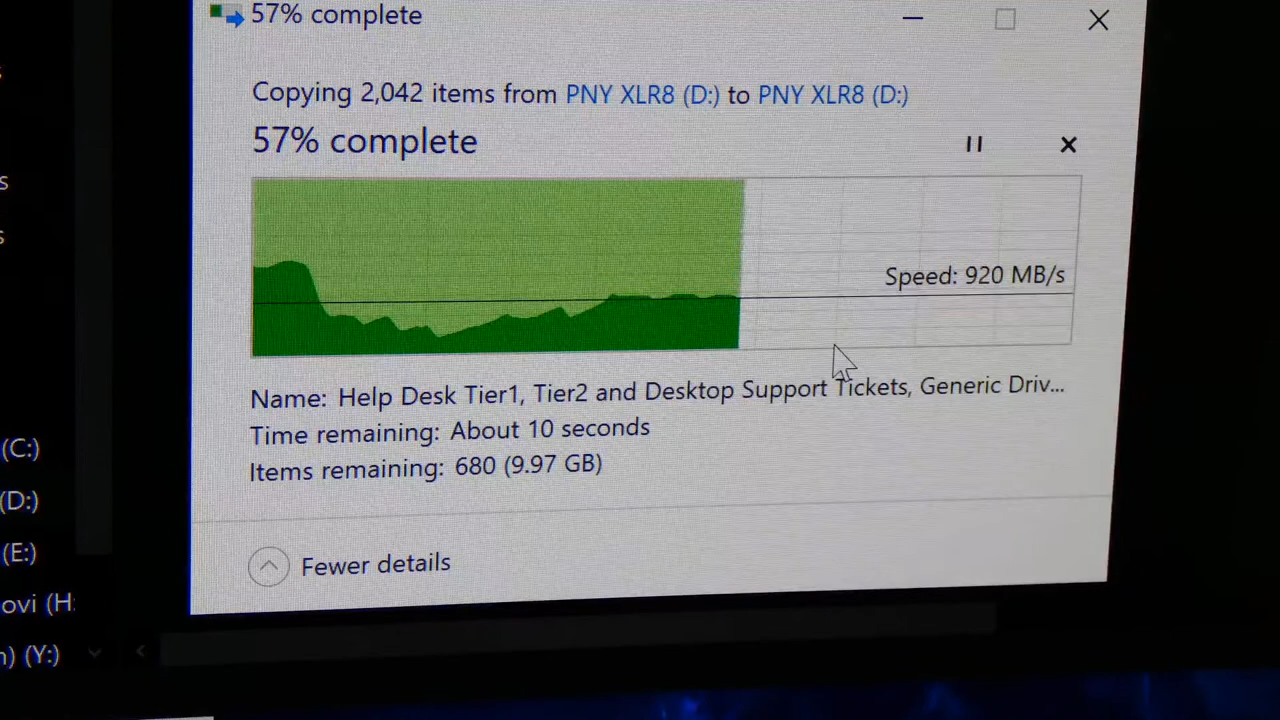 57% complete
Copying 2,042 items from PNY XLR8 (D:) to PNY XLR8 (D:)
57% complete
Speed: 920 MB/s
Name: Help Desk Tier1, Tier2 and Desktop Support Tickets, Generic Driv...
Time remaining: About 10 seconds
Items remaining: 680 (9.97 GB)
Fewer details
s
s
(C:)
(D:)
(E:)
ovi (H:
) (Y:)